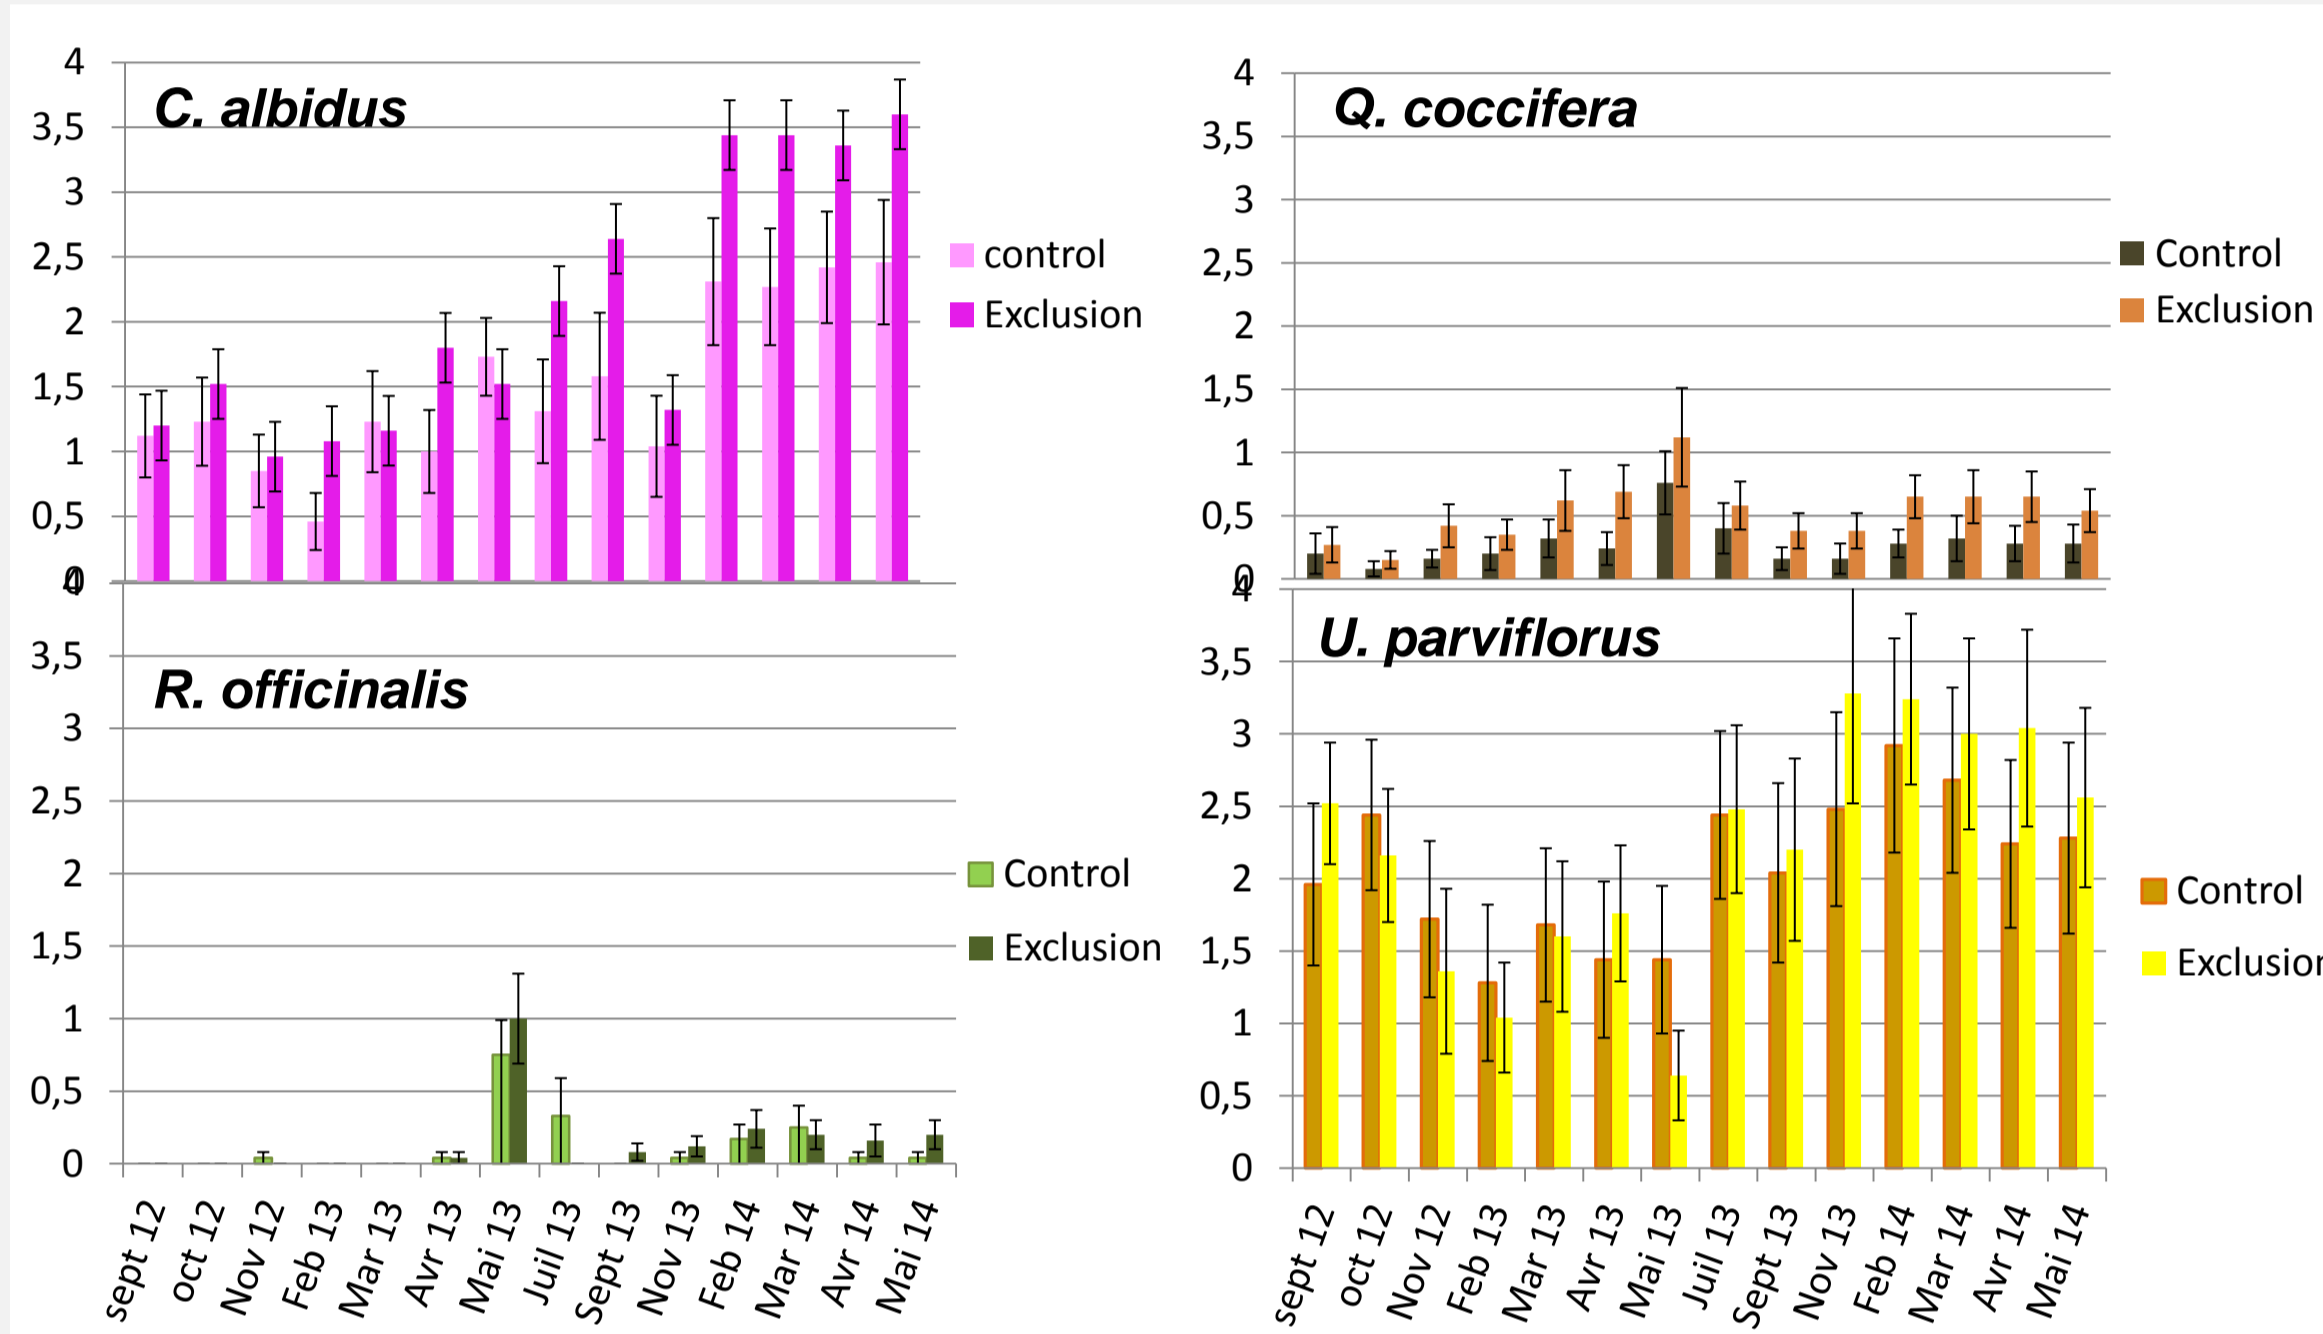 C. albidus
4
3,5
3
2,5
2
1,5
1
0,5
0
control
Exclusion
Q. coccifera
4
3,5
3
2,5
2
1,5
1
0,5
0
Control
Exclusion
R. officinalis
4
3,5
3
2,5
2
1,5
1
0,5
0
Control
Exclusion
sept 12
oct 12
Nov 12
Feb 13
Mar 13
Avr 13
Mai 13
Juil 13
Sept 13
Nov 13
Feb 14
Mar 14
Avr 14
Mai 14
U. parviflorus
4
3,5
3
2,5
2
1,5
1
0,5
0
Control
Exclusion
sept 12
oct 12
Nov 12
Feb 13
Mar 13
Avr 13
Mai 13
Juil 13
Sept 13
Nov 13
Feb 14
Mar 14
Avr 14
Mai 14